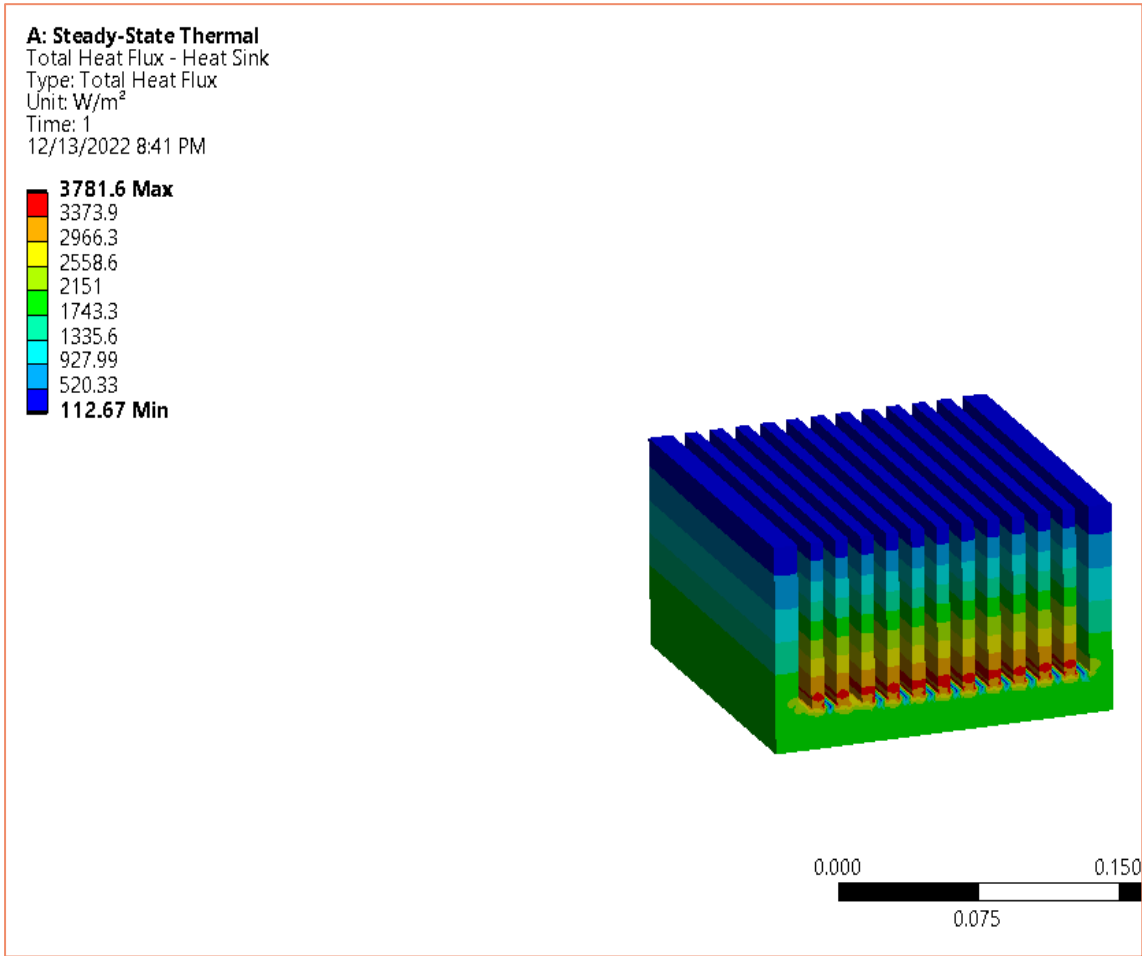 A: Steady-State Thermal
Total Heat Flux - Heat Sink
Type: Total Heat Flux
Unit: W/m²
Time: 1
12/13/2022 8:41 PM
3781.6 Max
3373.9
2966.3
2558.6
2151
1743.3
1335.6
927.99
520.33
112.67 Min
0.000 0.150
0.075